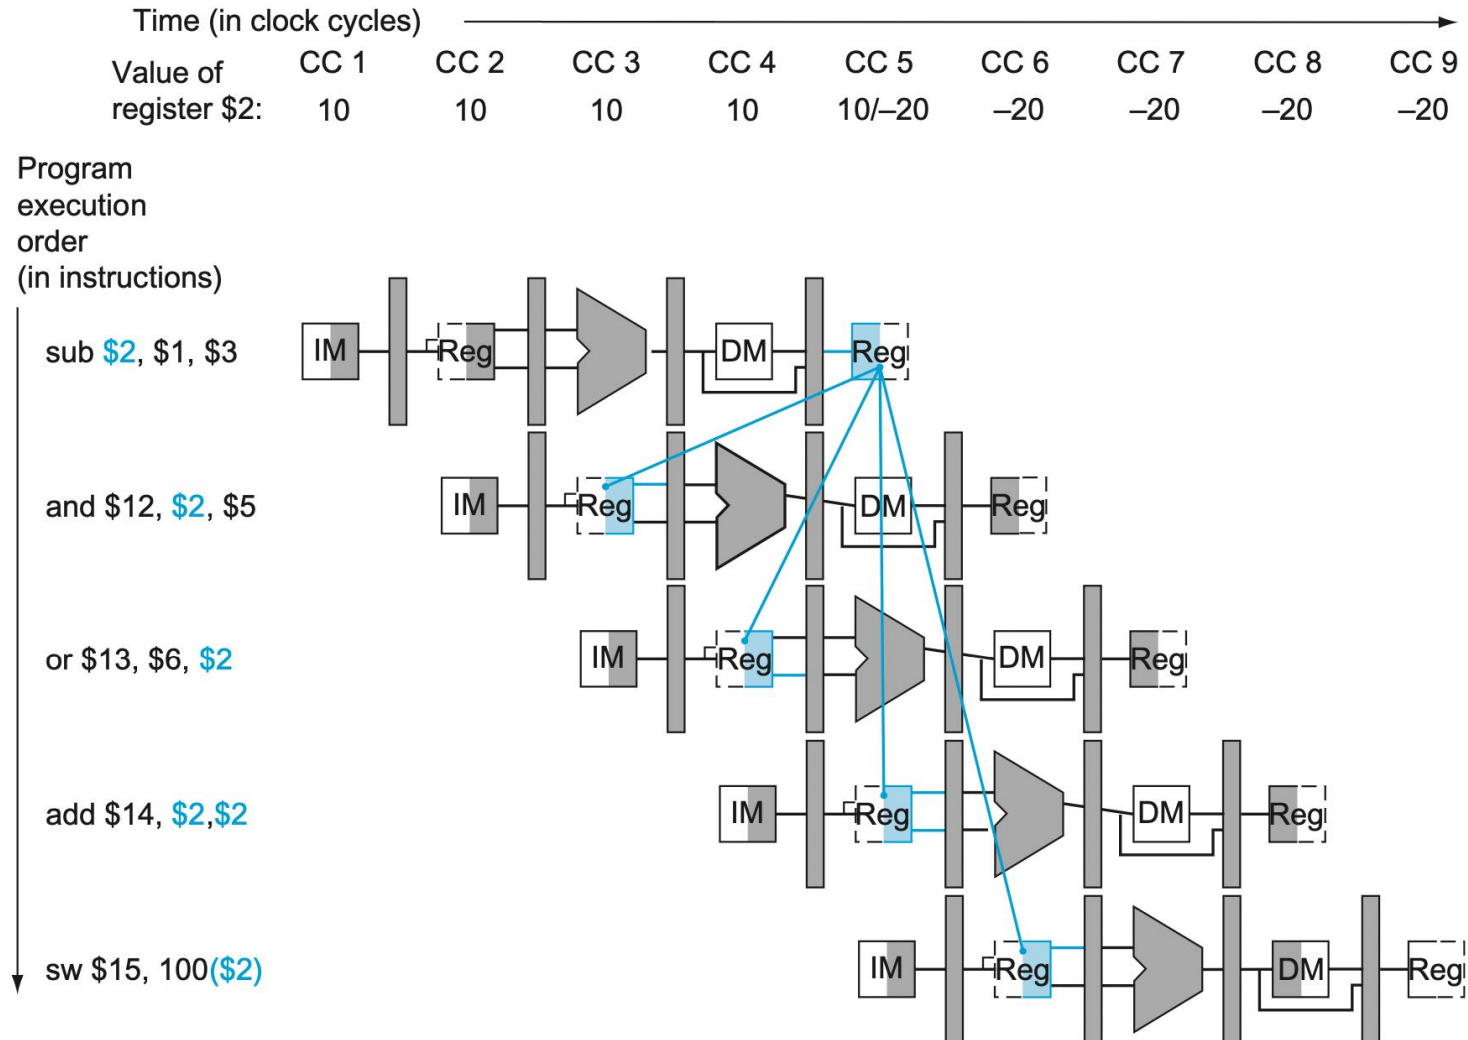 Time (in clock cycles)
CC 1 CC 2 CC 3 CC 4 CC 5 CC 6 CC 7 CC 8 CC 9
Value of
register $2: 10 10 10 10 10/–20 –20 –20 –20 –20
Program
execution
order
(in instructions)
sub $2, $1, $3 IM Reg DM Reg
and $12, $2, $5 IM Reg DM Reg
or $13, $6, $2 IM Reg DM Reg
add $14, $2,$2 IM Reg DM Reg
sw $15, 100($2) IM Reg DM Reg